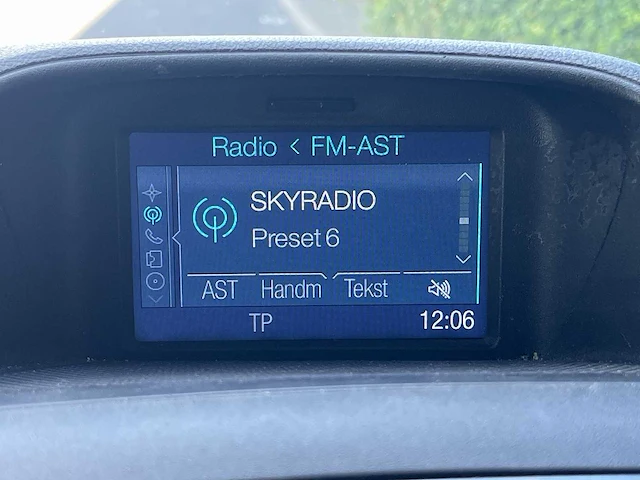 Radio < FM-AST
SKYRADIO
Preset 6
AST Handm Tekst
TP 12:06